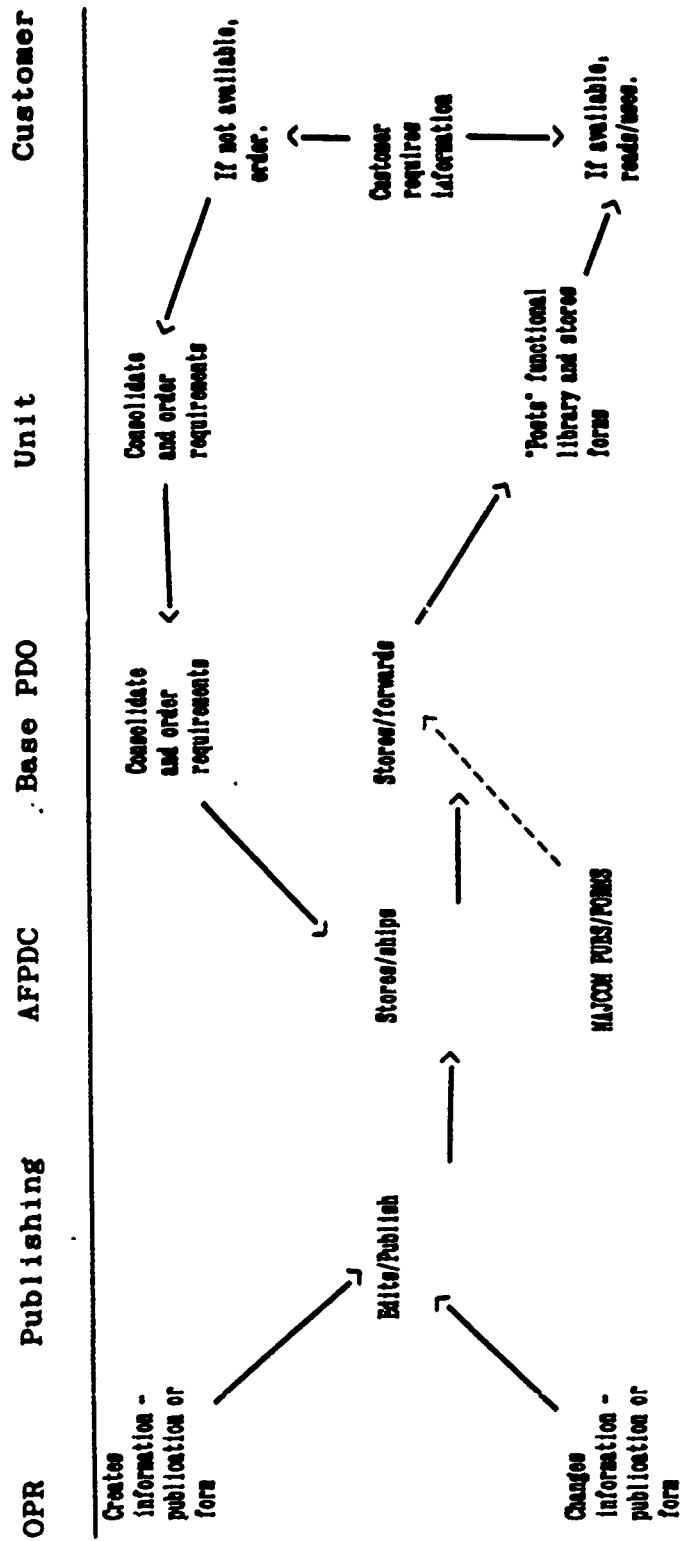 OPR Publishing AFPDC Base PDO Unit Customer
Creates
information -
publication or
form
Consolidate
and order
requirements
Consolidate
and order
requirements
If not available,
order.
Edits/Publish
Stores/ships
Stores/forwards
Customer
requires
information
Changes
information -
publication or
form
MAJCOM PUBS/FORMS
"Posts" functional
library and stores
forms
If available,
reads/uses.